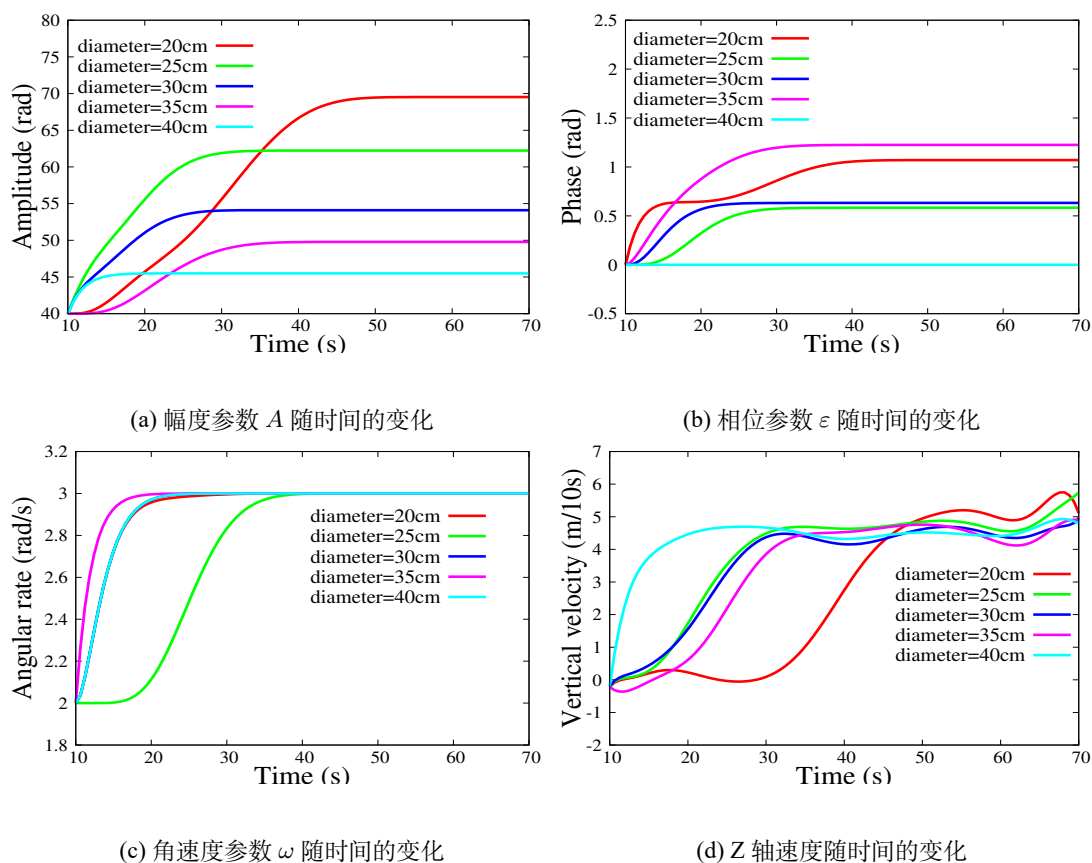 80
75
70
65
60
55
50
45
40
Amplitude (rad)
diameter=20cm
diameter=25cm
diameter=30cm
diameter=35cm
diameter=40cm
10 20 30 40 50 60 70
Time (s)
2.5
2
1.5
1
0.5
0
-0.5
Phase (rad)
diameter=20cm
diameter=25cm
diameter=30cm
diameter=35cm
diameter=40cm
10 20 30 40 50 60 70
Time (s)
(a) 幅度参数 A 随时间的变化
(b) 相位参数 ε 随时间的变化
3.2
3
2.8
2.6
2.4
2.2
2
1.8
Angular rate (rad/s)
diameter=20cm
diameter=25cm
diameter=30cm
diameter=35cm
diameter=40cm
10 20 30 40 50 60 70
Time (s)
7
6
5
4
3
2
1
0
-1
-2
Vertical velocity (m/10s)
diameter=20cm
diameter=25cm
diameter=30cm
diameter=35cm
diameter=40cm
10 20 30 40 50 60 70
Time (s)
(c) 角速度参数 ω 随时间的变化
(d) Z 轴速度随时间的变化